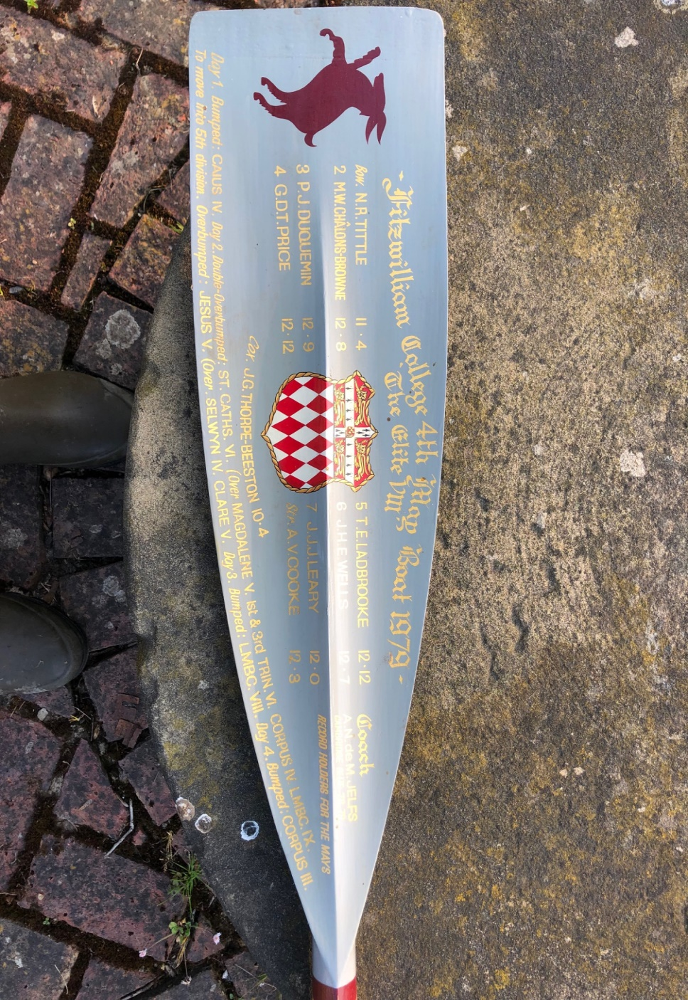 - Fitzwilliam College 4th May Boat 1979 -
The Elite VIII
Bow. N.R.TITTLE 11·4
2 M.W.CHÂLONS-BROWNE 12·8
3 P.J.DUQUEMIN 12·9
4 G.D.T.PRICE 12·12
5 T.E.LADBROOKE 12·12
6 J.H.E.WELLS 12·7
7 J.J.J.LEARY 12·0
Str. A.V.COOKE 12·8
Cox. J.G.THORPE-BEESTON 10·4
Coach
A.N.de M.JELFS
RECORD HOLDERS FOR THE MAYS
Day 1. Bumped: CAIUS IV. Day 2. Double-Overbumped: ST. CATHS. VI. (Over MAGDALENE V. 1st & 3rd TRIN. VI. CORPUS IV. LMBC. IX.
To move into 5th division. Overbumped: JESUS V. (Over. SELWYN IV. CLARE V. Day 3. Bumped: LMBC. VIII. Day 4. Bumped: CORPUS III.